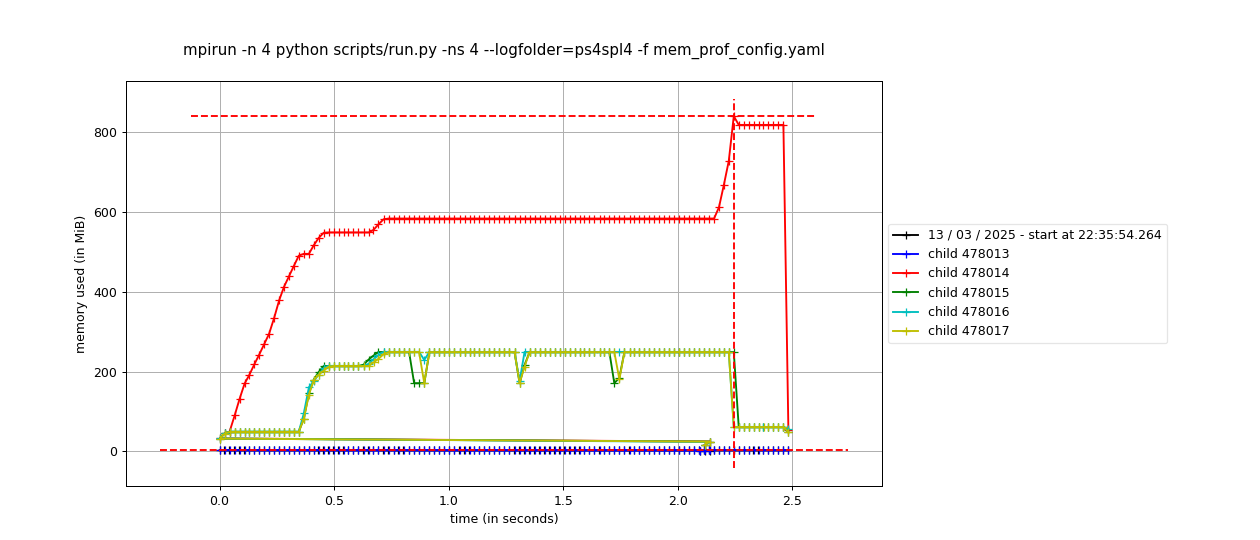 mpirun -n 4 python scripts/run.py -ns 4 --logfolder=ps4spl4 -f mem_prof_config.yaml
memory used (in MiB)
800
600
400
200
0
0.0 0.5 1.0 1.5 2.0 2.5
time (in seconds)
13 / 03 / 2025 - start at 22:35:54.264
child 478013
child 478014
child 478015
child 478016
child 478017